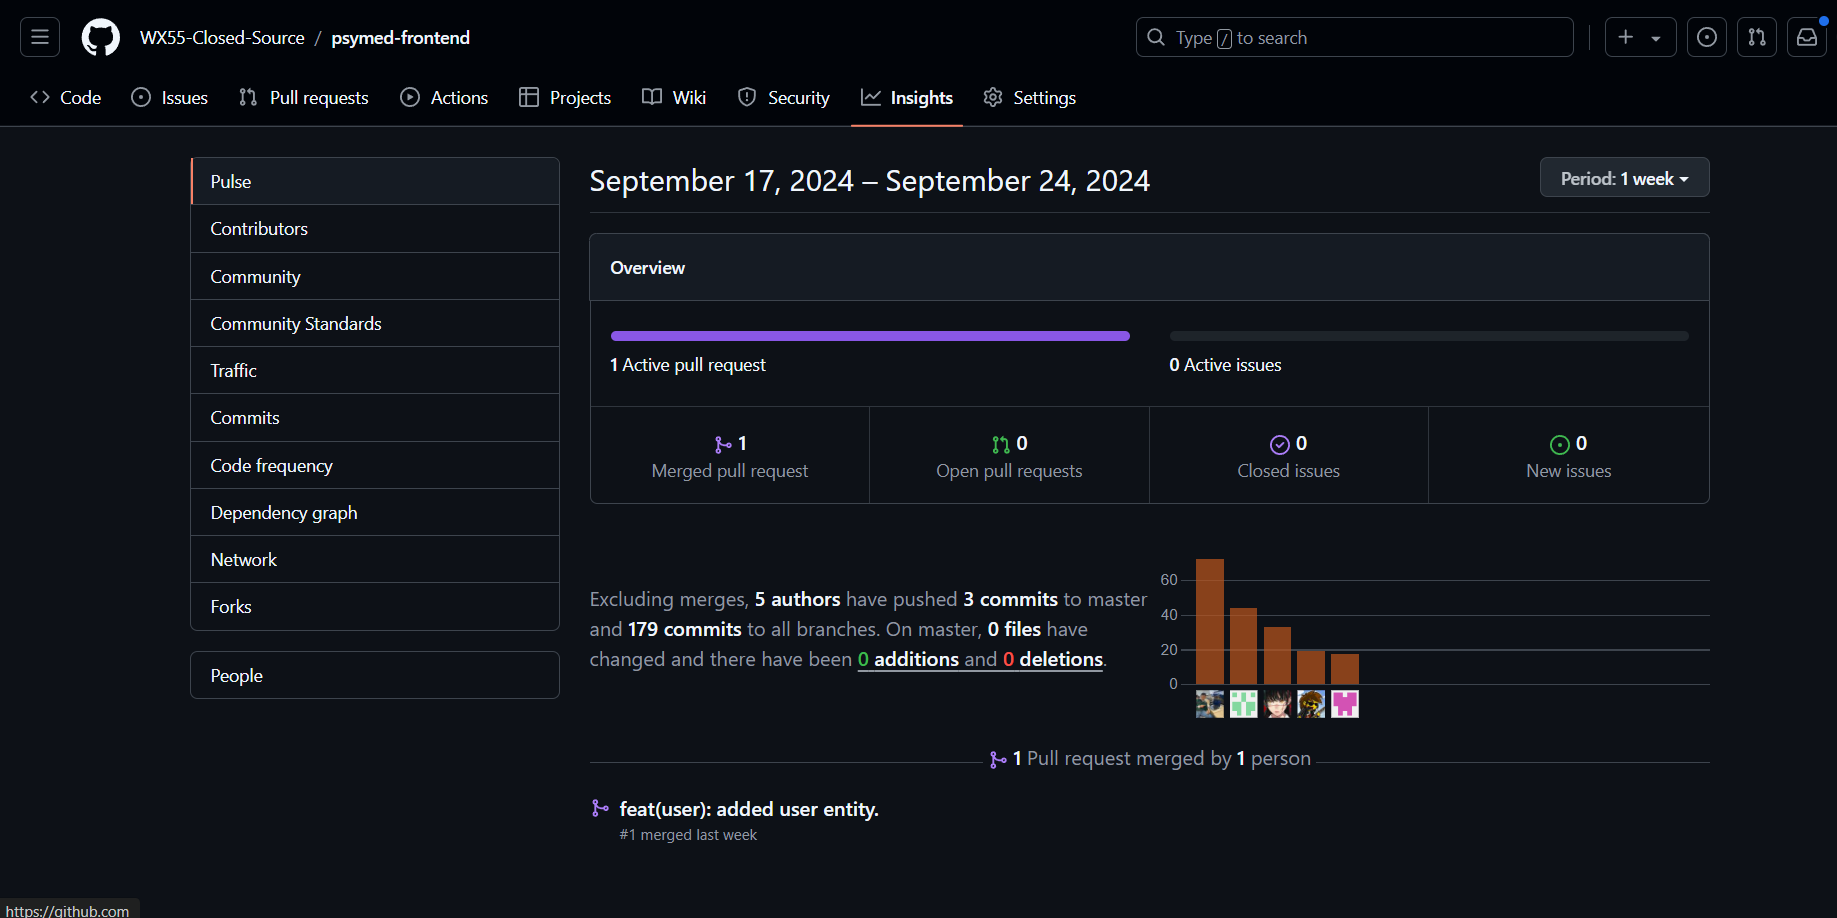 WX55-Closed-Source / psymed-frontend
Type / to search
Code Issues Pull requests Actions Projects Wiki Security Insights Settings
Pulse
Contributors
Community
Community Standards
Traffic
Commits
Code frequency
Dependency graph
Network
Forks
People
September 17, 2024 – September 24, 2024
Period: 1 week
Overview
1 Active pull request
0 Active issues
1
Merged pull request
0
Open pull requests
0
Closed issues
0
New issues
Excluding merges, 5 authors have pushed 3 commits to master
and 179 commits to all branches. On master, 0 files have
changed and there have been 0 additions and 0 deletions.
60
40
20
0
1 Pull request merged by 1 person
feat(user): added user entity.
#1 merged last week
https://github.com